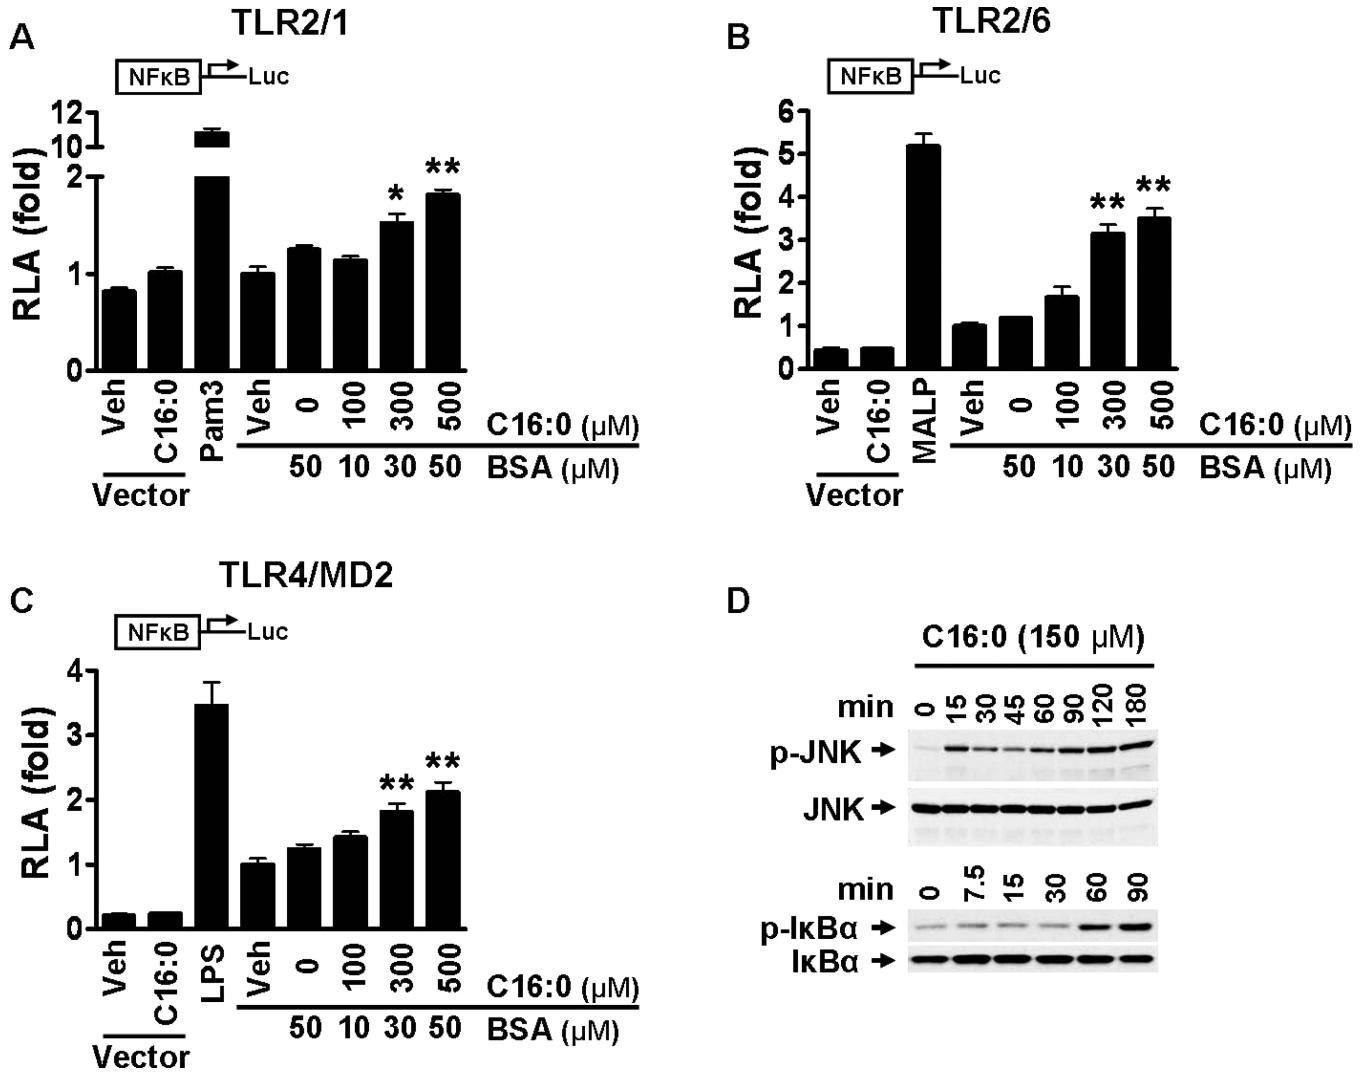 A
TLR2/1
NFκB
Luc
RLA (fold)
12
10
2
1
0
Veh
C16:0
Pam3
Veh
0
100
300
500
C16:0 (μM)
50 10 30 50 BSA (μM)
Vector
*
**
B
TLR2/6
NFκB
Luc
RLA (fold)
6
5
4
3
2
1
0
Veh
C16:0
MALP
Veh
0
100
300
500
C16:0 (μM)
50 10 30 50 BSA (μM)
Vector
**
**
C
TLR4/MD2
NFκB
Luc
RLA (fold)
4
3
2
1
0
Veh
C16:0
LPS
Veh
0
100
300
500
C16:0 (μM)
50 10 30 50 BSA (μM)
Vector
**
**
D
C16:0 (150 μM)
min 0 15 30 45 60 90 120 180
p-JNK
JNK
min 0 7.5 15 30 60 90
p-IκBα
IκBα